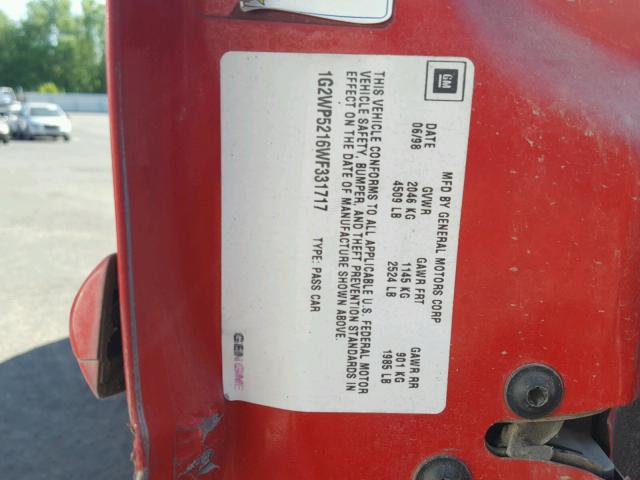 GM
MFD BY GENERAL MOTORS CORP
DATE GVWR GAWR FRT GAWR RR
06/98 2046 KG 1145 KG 901 KG
4509 LB 2524 LB 1985 LB
THIS VEHICLE CONFORMS TO ALL APPLICABLE U.S. FEDERAL MOTOR
VEHICLE SAFETY, BUMPER, AND THEFT PREVENTION STANDARDS IN
EFFECT ON THE DATE OF MANUFACTURE SHOWN ABOVE.
1G2WP5216WF331717 TYPE: PASS CAR